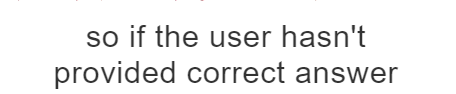 so if the user hasn't
provided correct answer